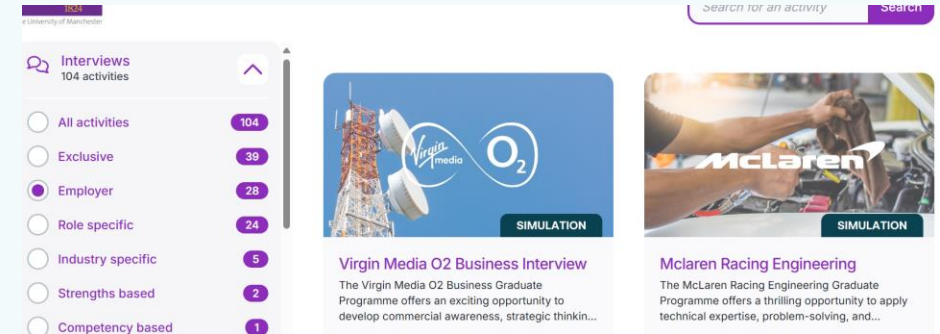 1824
The University of Manchester
Search for an activity
Search
Interviews
104 activities
All activities
104
Exclusive
39
Employer
28
Role specific
24
Industry specific
5
Strengths based
2
Competency based
1
Virgin media O2
SIMULATION
Virgin Media O2 Business Interview
The Virgin Media O2 Business Graduate
Programme offers an exciting opportunity to
develop commercial awareness, strategic thinkin...
McLaren
SIMULATION
Mclaren Racing Engineering
The McLaren Racing Engineering Graduate
Programme offers a thrilling opportunity to apply
technical expertise, problem-solving, and...